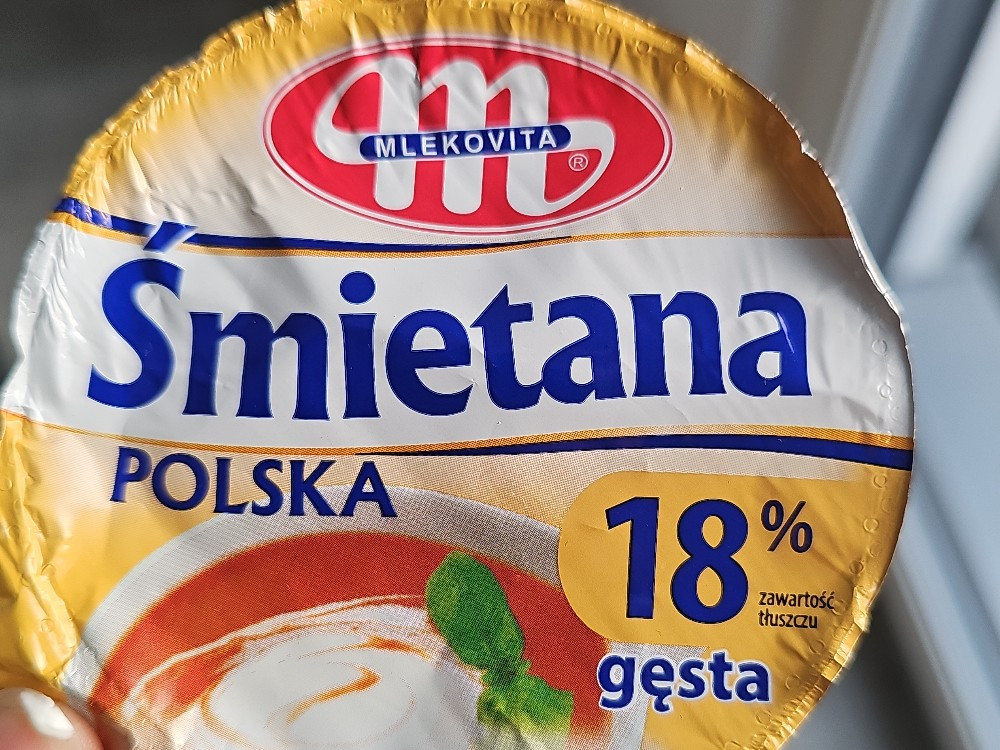 MLEKOVITA
®
Śmietana
POLSKA
18%
zawartość
tłuszczu
gęsta